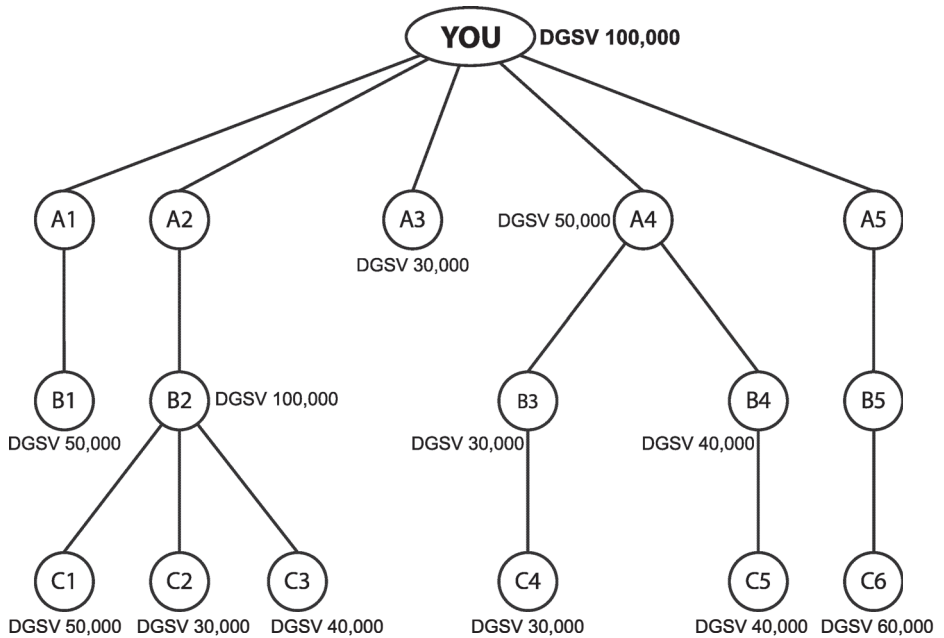 YOU DGSV 100,000
A1 A2 A3 DGSV 50,000 A4 A5
DGSV 30,000
B1 B2 DGSV 100,000 B3 B4 B5
DGSV 50,000 DGSV 30,000 DGSV 40,000
C1 C2 C3 C4 C5 C6
DGSV 50,000 DGSV 30,000 DGSV 40,000 DGSV 30,000 DGSV 40,000 DGSV 60,000